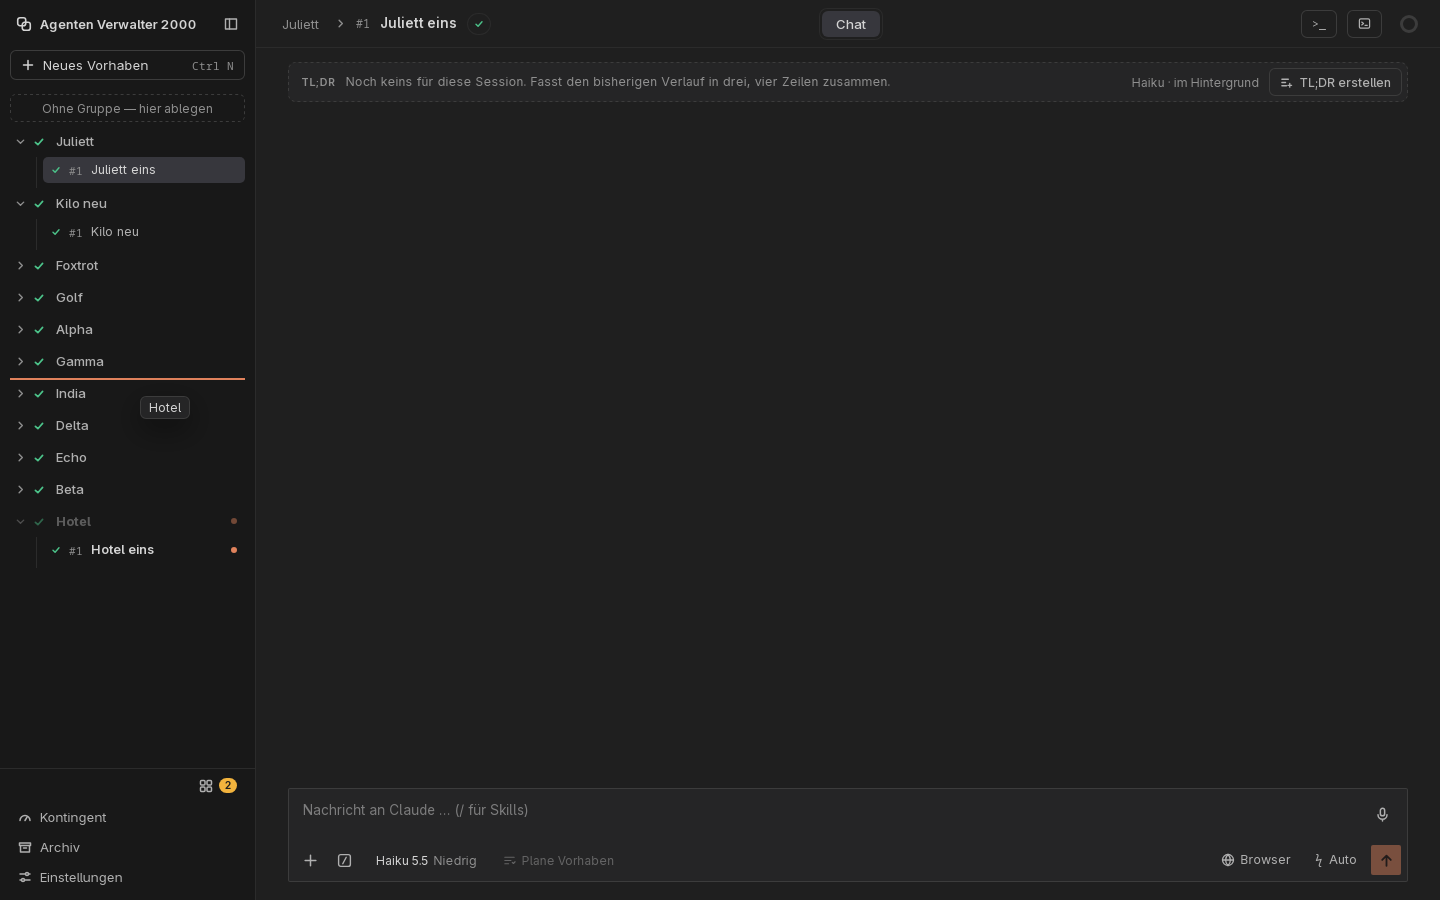 Agenten Verwalter 2000
Neues Vorhaben Ctrl N
Ohne Gruppe — hier ablegen
Juliett
#1 Juliett eins
Kilo neu
#1 Kilo neu
Foxtrot
Golf
Alpha
Gamma
India
Hotel
Delta
Echo
Beta
Hotel
#1 Hotel eins
2
Kontingent
Archiv
Einstellungen
Juliett #1 Juliett eins
Chat
>_
TL;DR Noch keins für diese Session. Fasst den bisherigen Verlauf in drei, vier Zeilen zusammen. Haiku · im Hintergrund TL;DR erstellen
Nachricht an Claude … (/ für Skills)
Haiku 5.5 Niedrig Plane Vorhaben Browser Auto